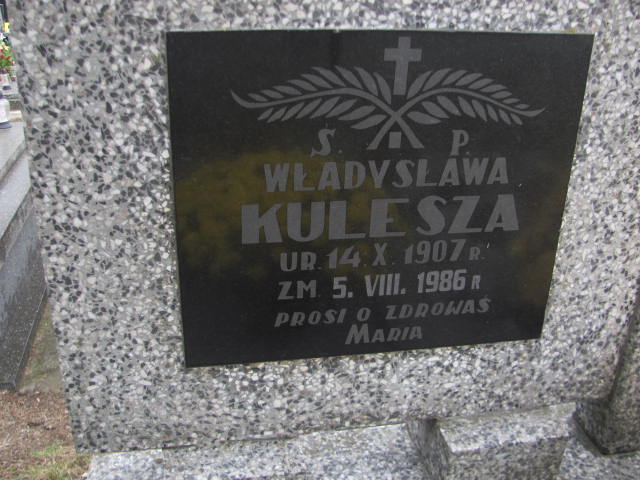 Ś. P.
WŁADYSŁAWA
KULESZA
UR. 14. X. 1907 R.
ZM. 5. VIII. 1986 R
PROSI O ZDROWAŚ
MARIA